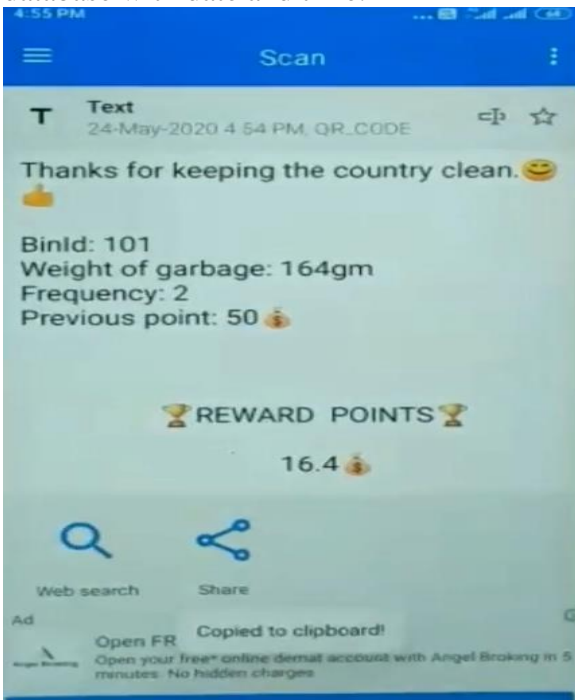 4:55 PM
Scan
T
Text
24-May-2020 4 54 PM, QR_CODE
Thanks for keeping the country clean.😊
👍
BinId: 101
Weight of garbage: 164gm
Frequency: 2
Previous point: 50💰
🏆REWARD POINTS🏆
16.4💰
Web search
Share
Ad
Copied to clipboard!
Open FR
Angel Broking
Open your free* online demat account with Angel Broking in 5
minutes. No hidden charges